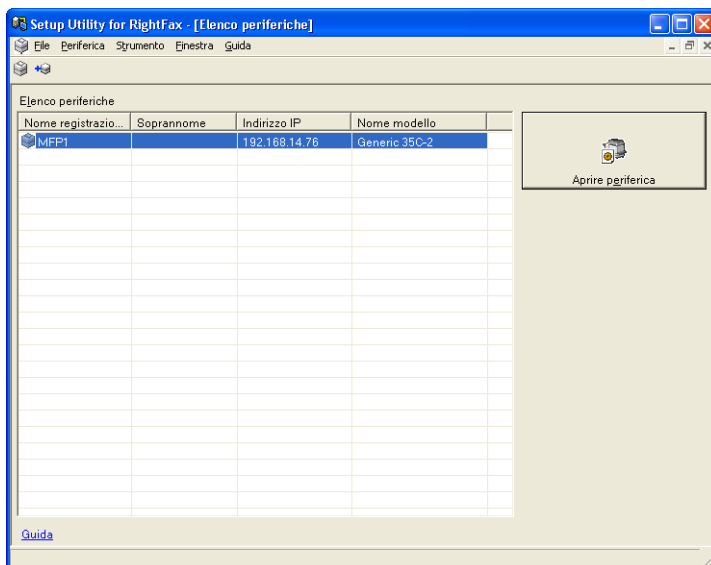 Setup Utility for RightFax - [Elenco periferiche]
File Periferica Strumento Finestra Guida
Elenco periferiche
Nome registrazio... Soprannome Indirizzo IP Nome modello
MFP1 192.168.14.76 Generic 35C-2
Aprire periferica
Guida